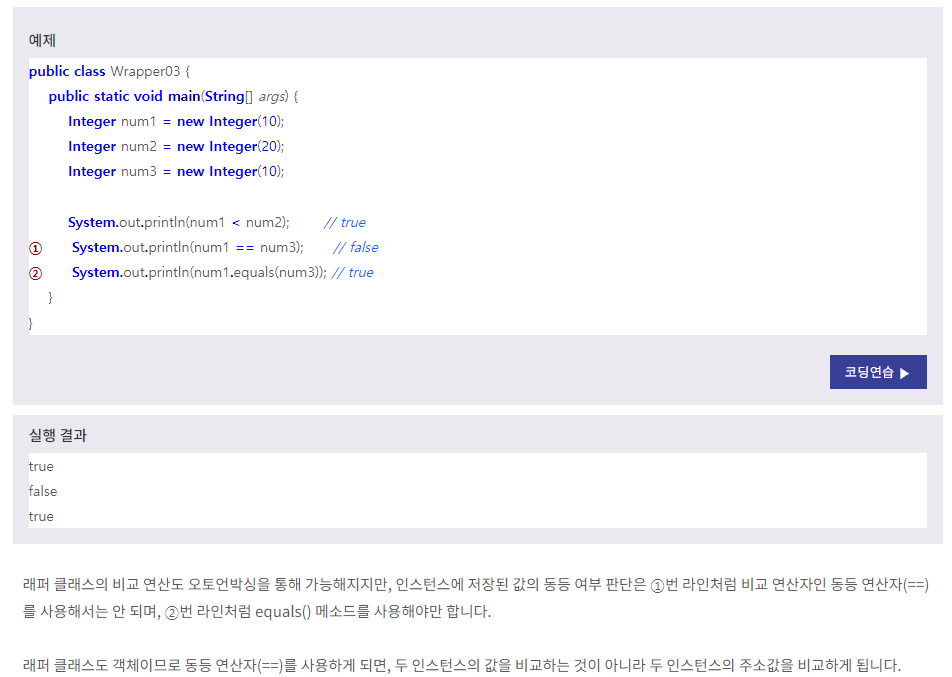 예제
public class Wrapper03 {
public static void main(String[] args) {
Integer num1 = new Integer(10);
Integer num2 = new Integer(20);
Integer num3 = new Integer(10);
System.out.println(num1 < num2); // true
① System.out.println(num1 == num3); // false
② System.out.println(num1.equals(num3)); // true
}
}
코딩연습 ▶
실행 결과
true
false
true
래퍼 클래스의 비교 연산도 오토언박싱을 통해 가능해지지만, 인스턴스에 저장된 값의 동등 여부 판단은 ①번 라인처럼 비교 연산자인 동등 연산자(==)
를 사용해서는 안 되며, ②번 라인처럼 equals() 메소드를 사용해야만 합니다.
래퍼 클래스도 객체이므로 동등 연산자(==)를 사용하게 되면, 두 인스턴스의 값을 비교하는 것이 아니라 두 인스턴스의 주소값을 비교하게 됩니다.